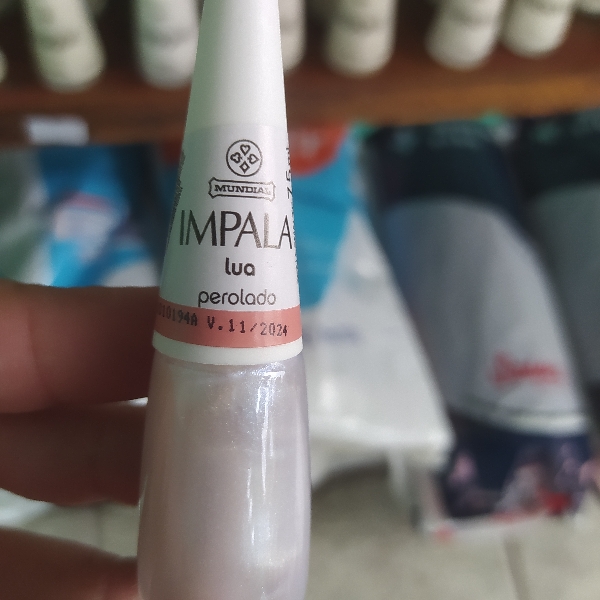 MUNDIAL
IMPALA
lua
perolado
V.11/2024